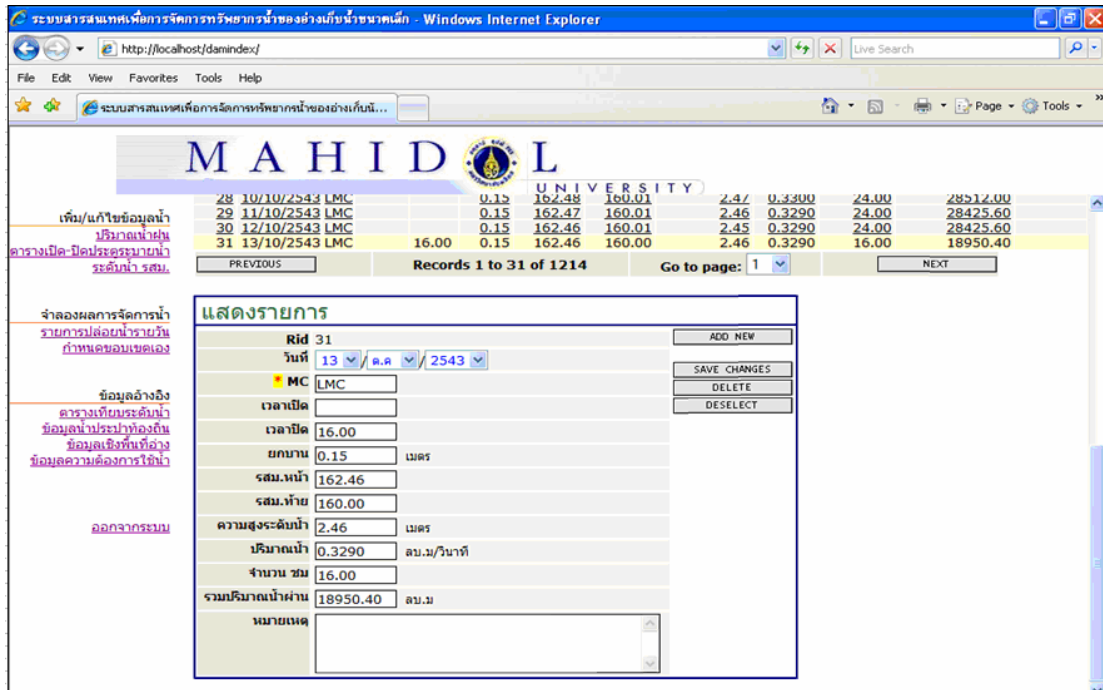 ระบบสารสนเทศเพื่อการจัดการทรัพยากรน้ำของอ่างเก็บน้ำขนาดเล็ก - Windows Internet Explorer
http://localhost/damindex/
Live Search
File Edit View Favorites Tools Help
ระบบสารสนเทศเพื่อการจัดการทรัพยากรน้ำของอ่างเก็บน้ำ...
Page Tools
MAHIDOL
UNIVERSITY
28 10/10/2543 LMC 0.15 162.48 160.01 2.47 0.3300 24.00 28512.00
29 11/10/2543 LMC 0.15 162.47 160.01 2.46 0.3290 24.00 28425.60
30 12/10/2543 LMC 0.15 162.46 160.01 2.45 0.3290 24.00 28425.60
31 13/10/2543 LMC 16.00 0.15 162.46 160.00 2.46 0.3290 16.00 18950.40
PREVIOUS Records 1 to 31 of 1214 Go to page: 1 NEXT
เพิ่ม/แก้ไขข้อมูลน้ำ
ปริมาณน้ำฝน
ตารางเปิด-ปิดประตูระบายน้ำ
ระดับน้ำ รสม.
จำลองผลการจัดการน้ำ
รายการปล่อยน้ำรายวัน
กำหนดขอบเขตเอง
ข้อมูลอ้างอิง
ตารางเทียบระดับน้ำ
ข้อมูลน้ำประปาท้องถิ่น
ข้อมูลเชิงพื้นที่อ่าง
ข้อมูลความต้องการใช้น้ำ
ออกจากระบบ
แสดงรายการ
Rid 31
วันที่ 13 / ต.ค / 2543
* MC LMC
เวลาเปิด
เวลาปิด 16.00
ยกบาน 0.15 เมตร
รสม.หน้า 162.46
รสม.ท้าย 160.00
ความสูงระดับน้ำ 2.46 เมตร
ปริมาณน้ำ 0.3290 ลบ.ม/วินาที
จำนวน ชม 16.00
รวมปริมาณน้ำผ่าน 18950.40 ลบ.ม
หมายเหตุ
ADD NEW
SAVE CHANGES
DELETE
DESELECT